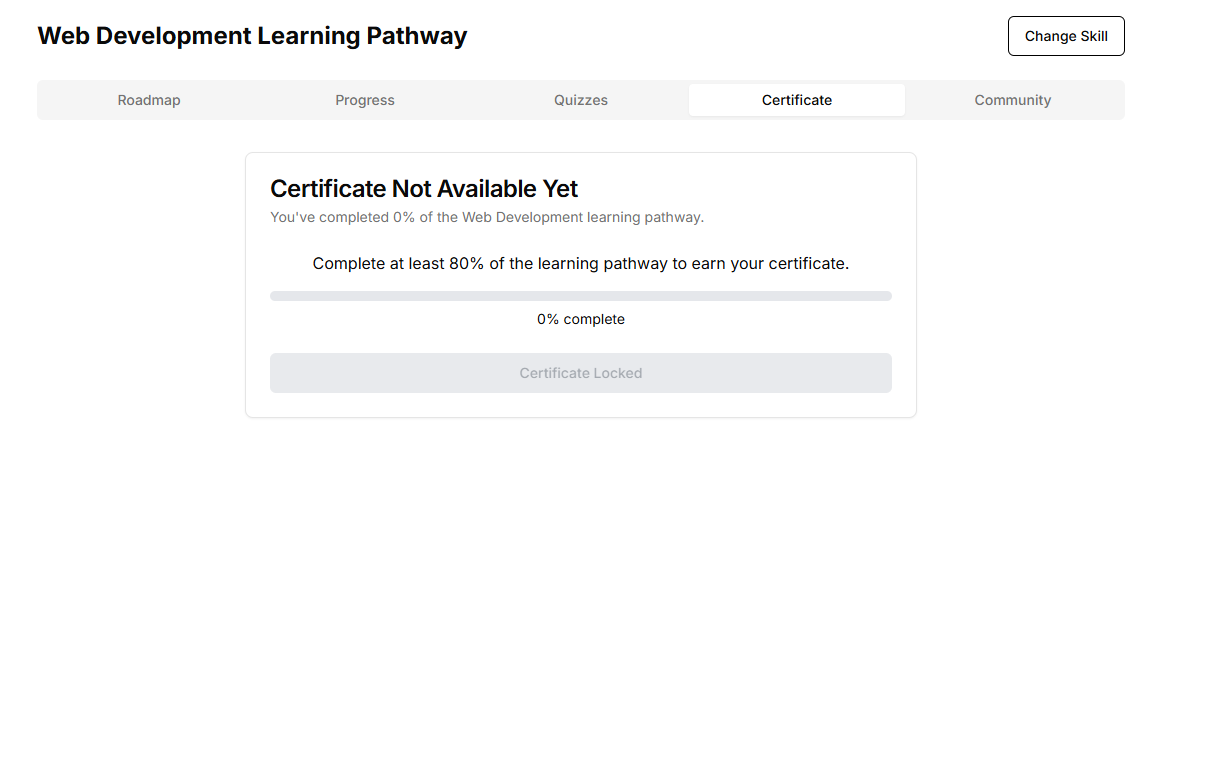 Web Development Learning Pathway
Change Skill
Roadmap
Progress
Quizzes
Certificate
Community
Certificate Not Available Yet
You've completed 0% of the Web Development learning pathway.
Complete at least 80% of the learning pathway to earn your certificate.
0% complete
Certificate Locked